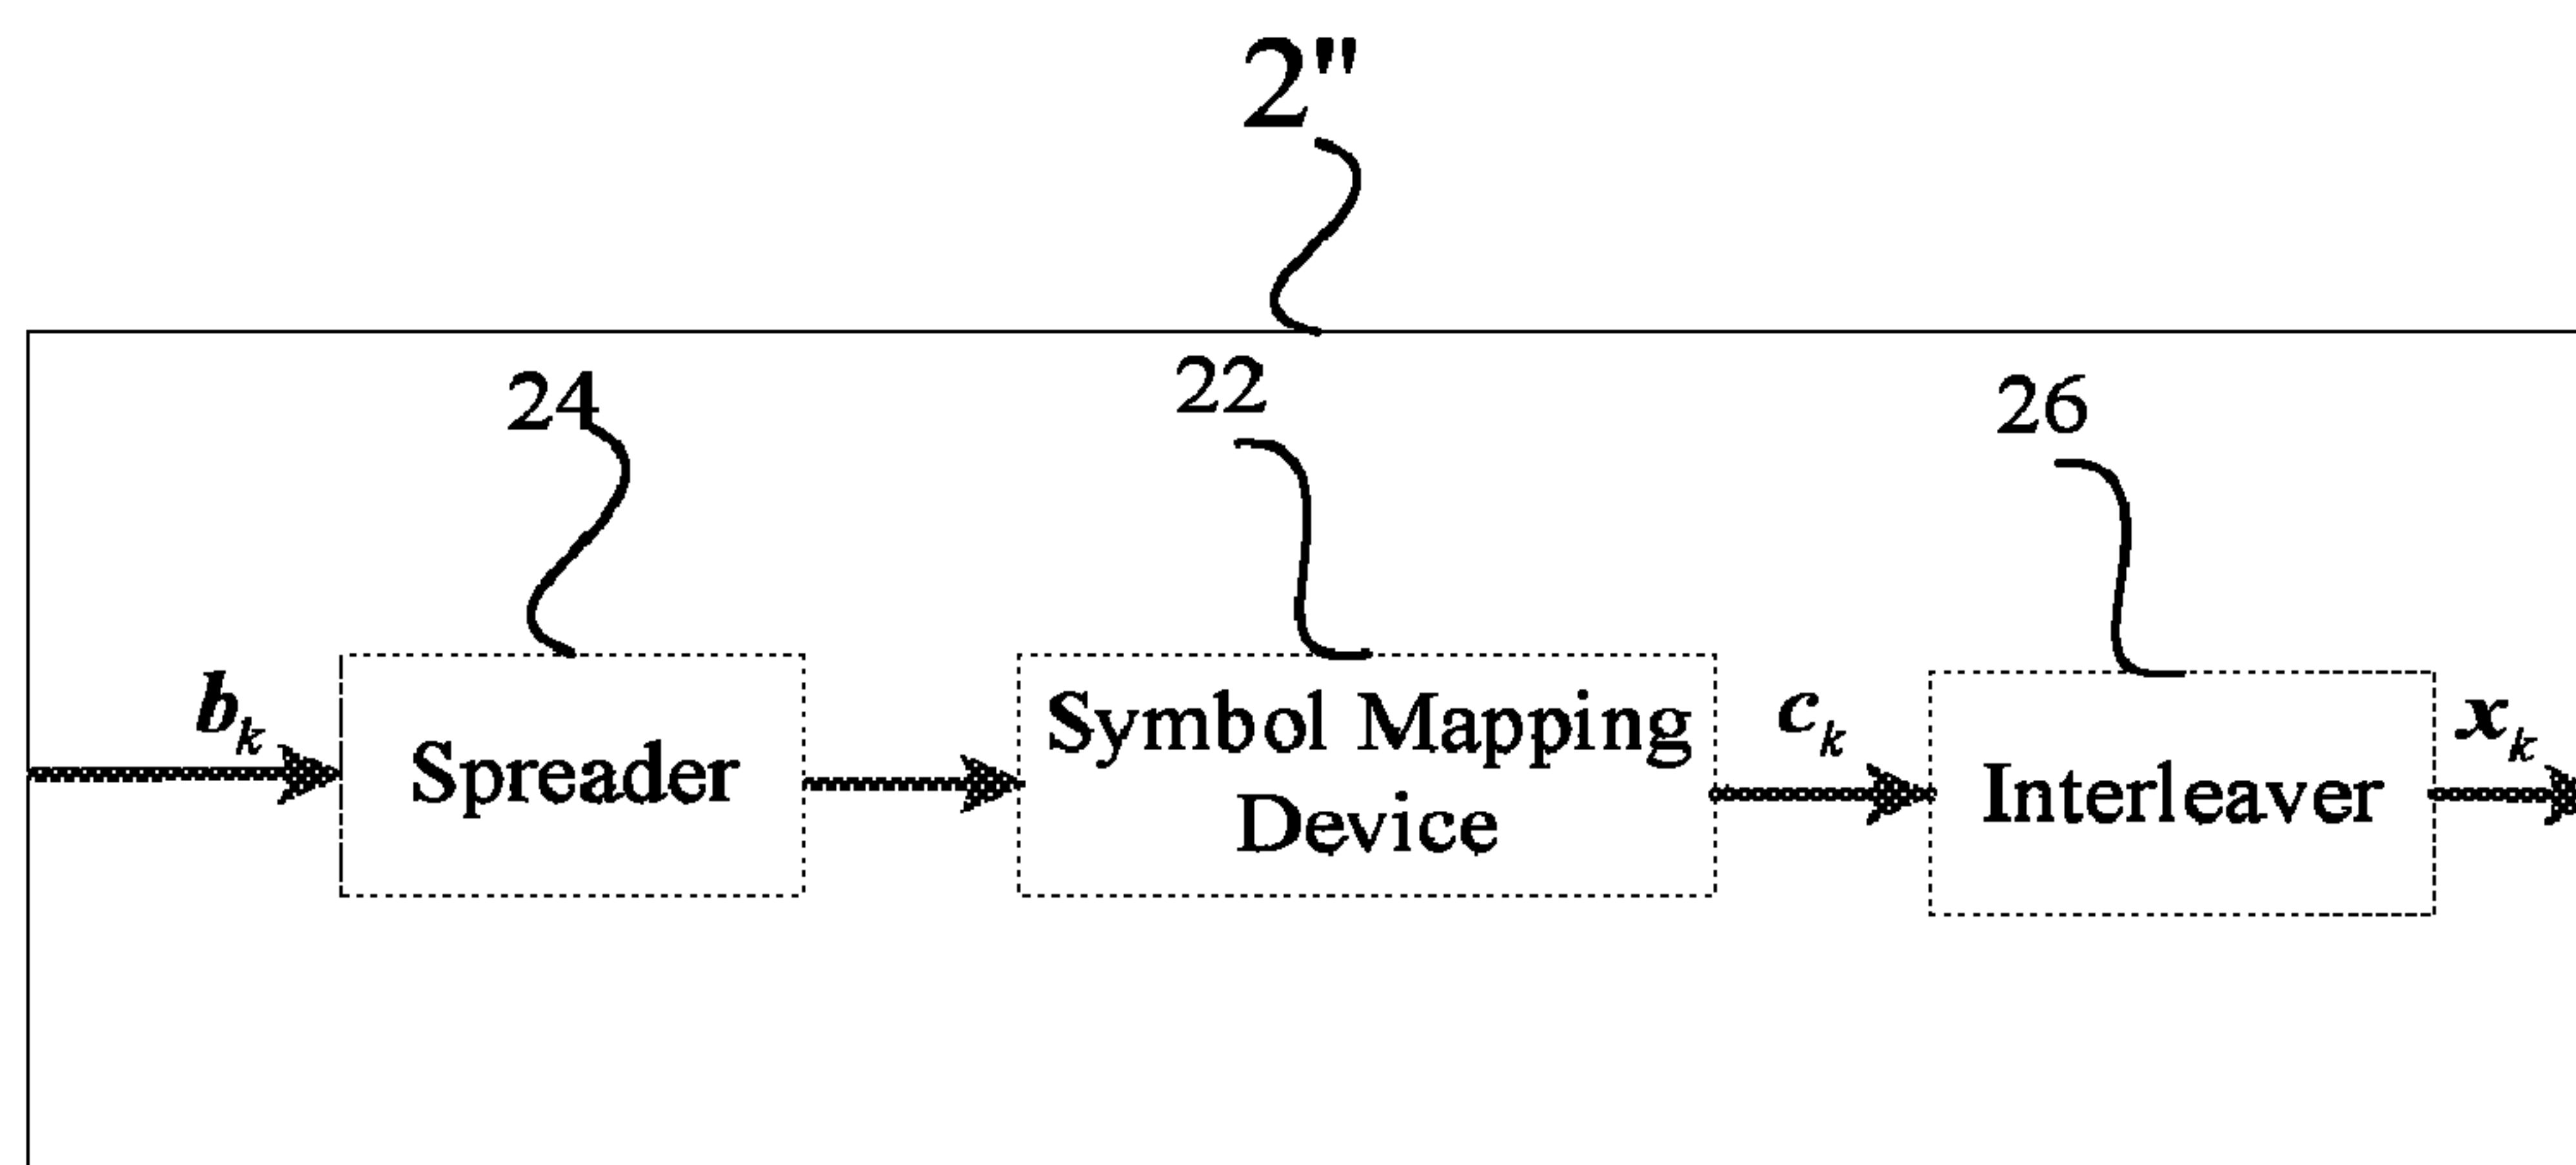 2"
24
22
26
b_k
Spreader
Symbol Mapping
Device
c_k
Interleaver
x_k